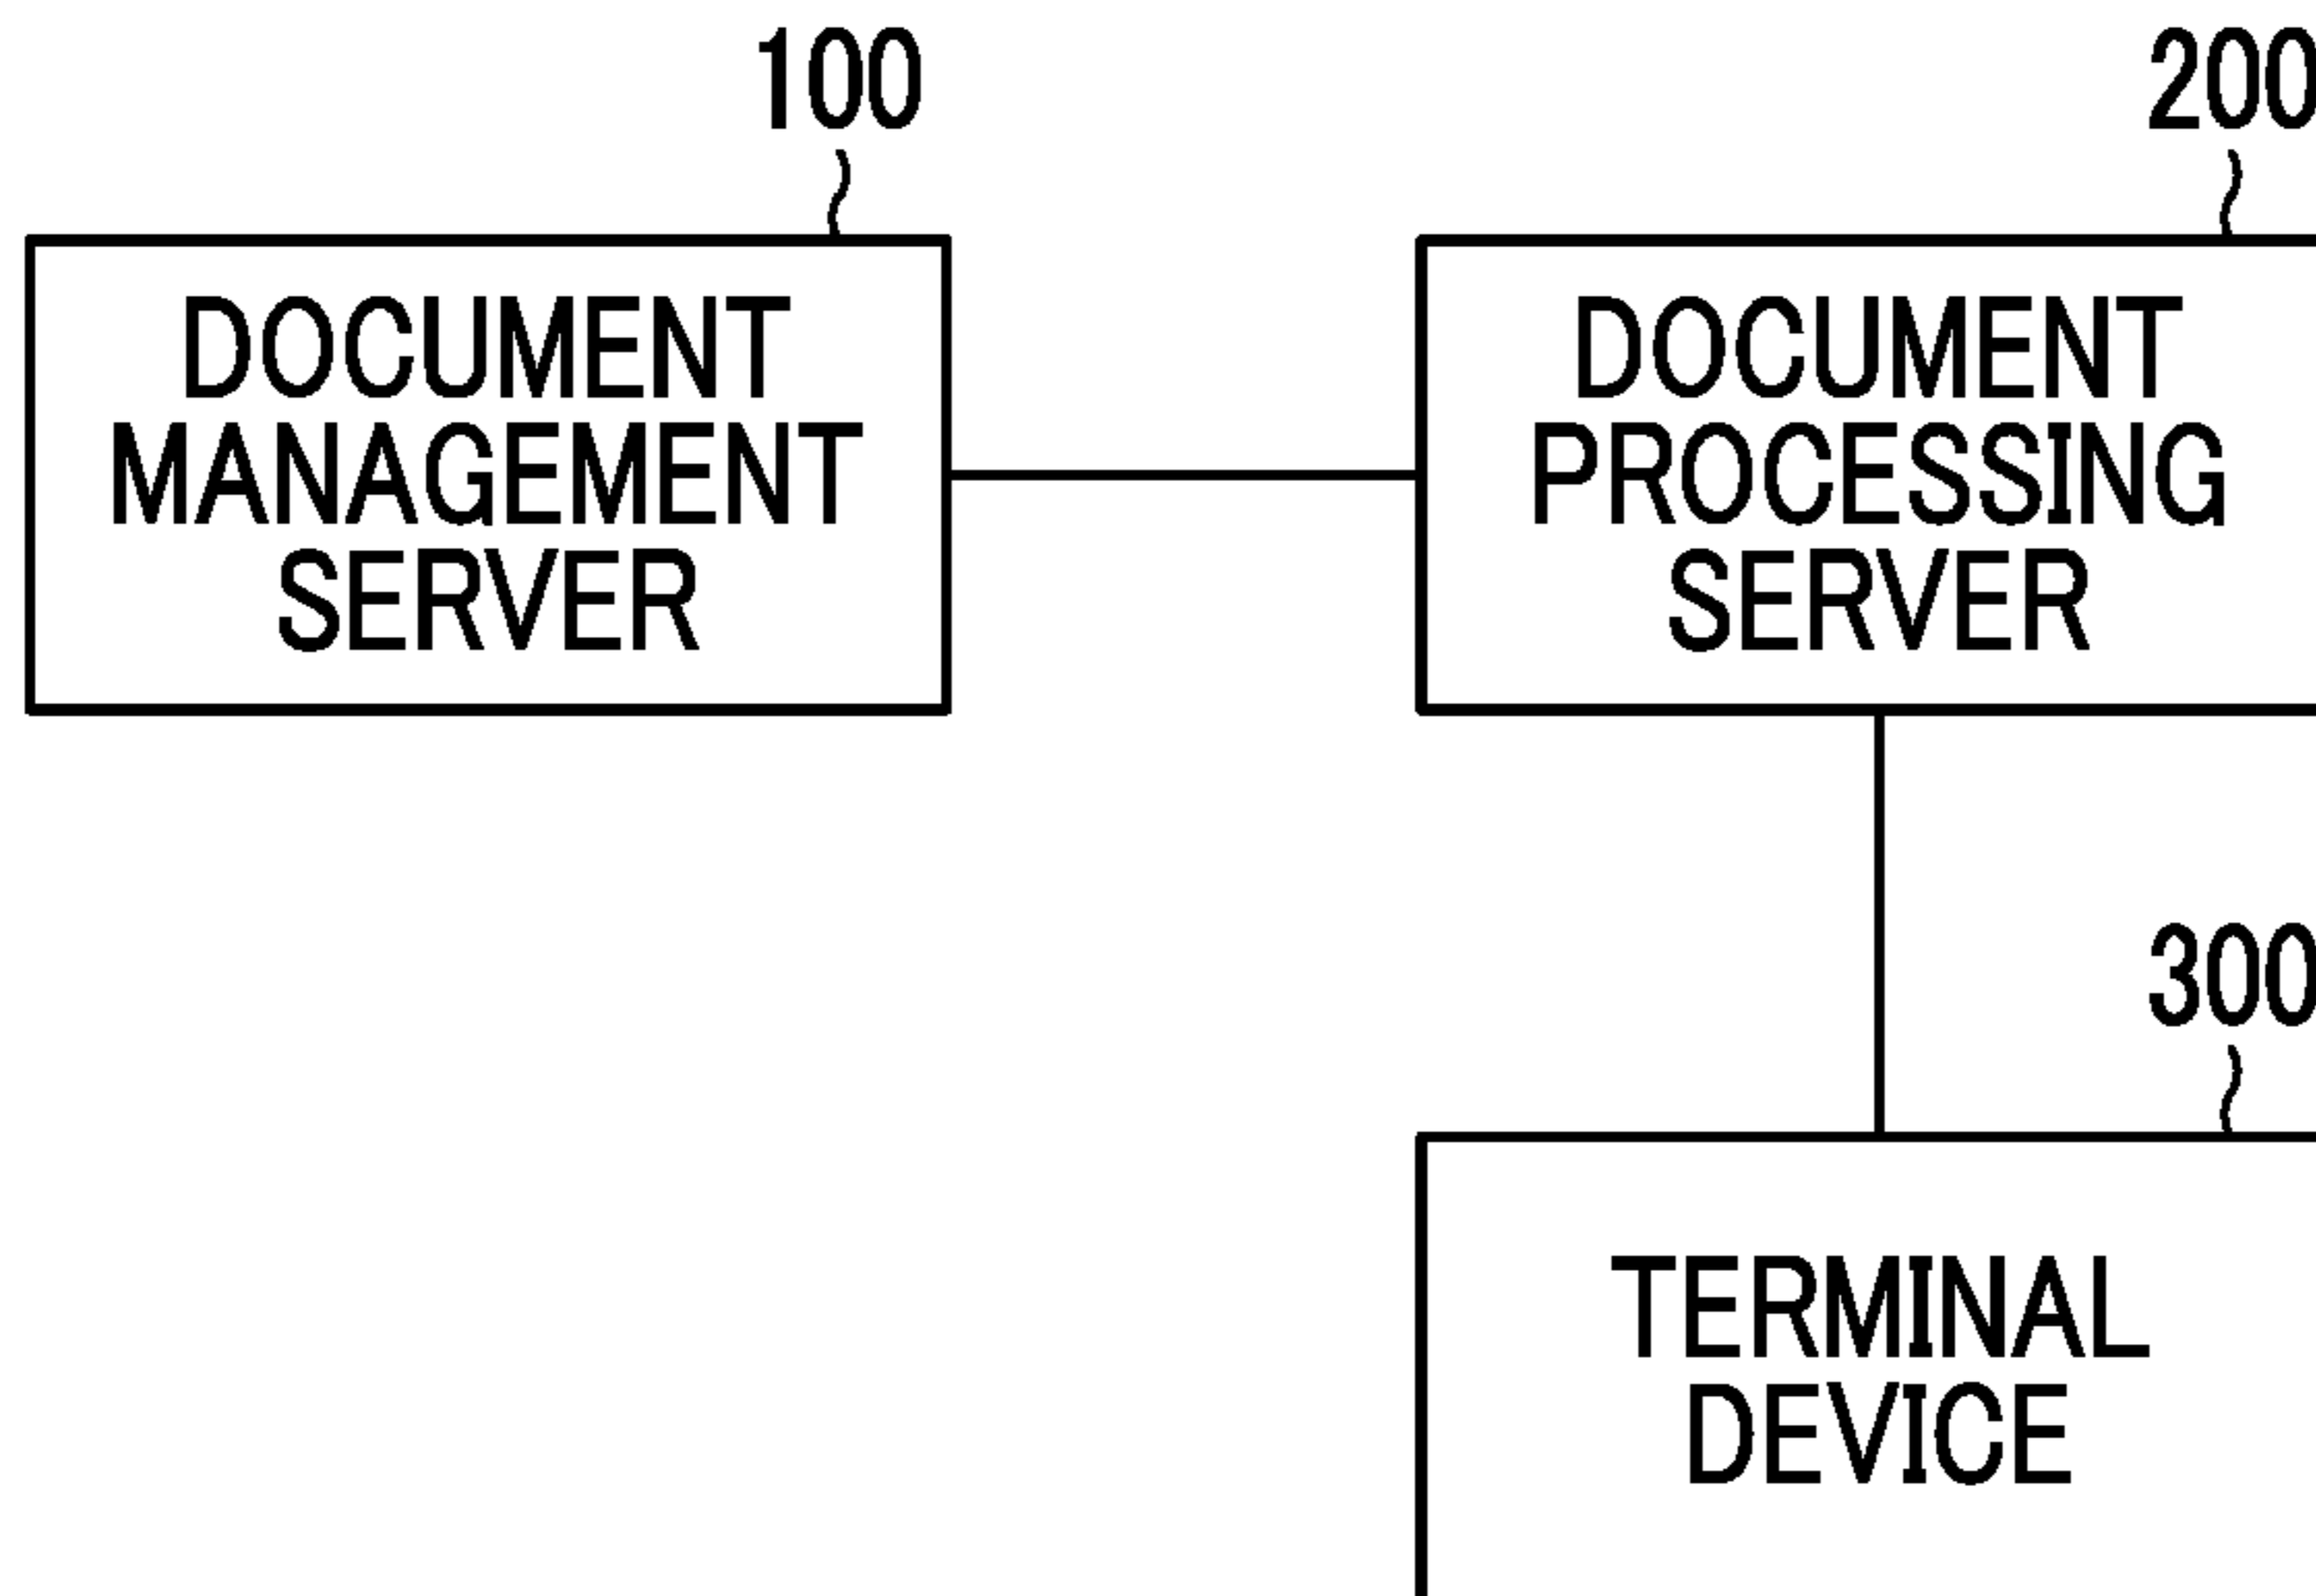 100
DOCUMENT
MANAGEMENT
SERVER
200
DOCUMENT
PROCESSING
SERVER
300
TERMINAL
DEVICE